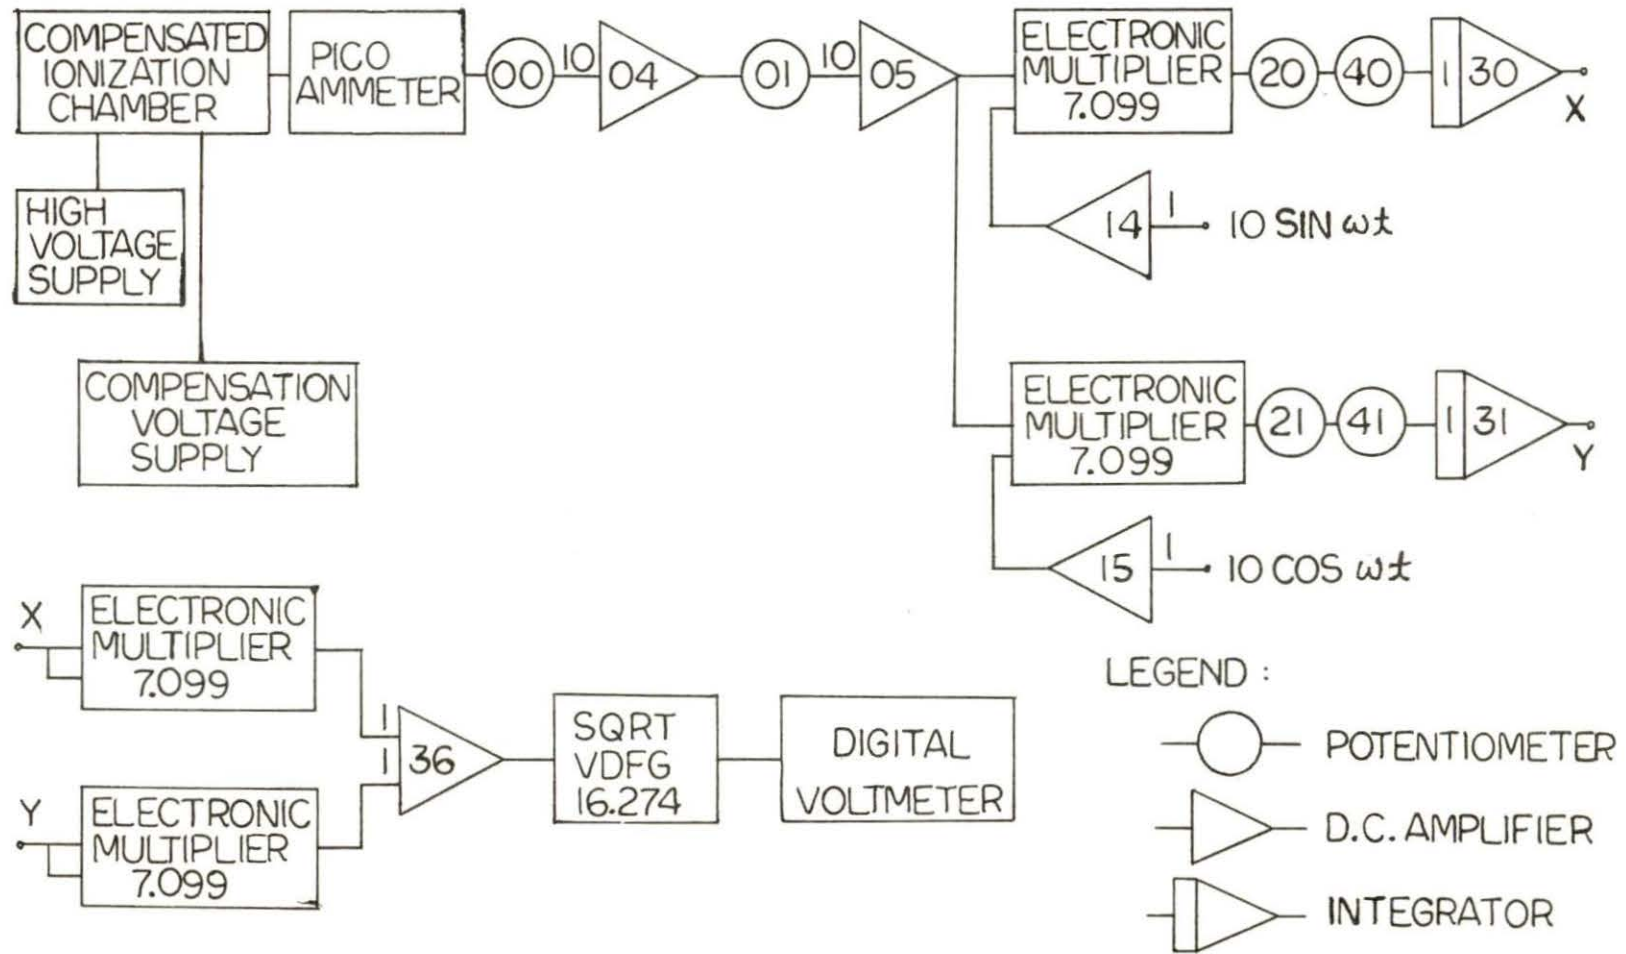 COMPENSATED
IONIZATION
CHAMBER
PICO
AMMETER
00
10
04
01
10
05
ELECTRONIC
MULTIPLIER
7.099
20
40
1
30
X
HIGH
VOLTAGE
SUPPLY
14
1
10 SIN ωt
COMPENSATION
VOLTAGE
SUPPLY
ELECTRONIC
MULTIPLIER
7.099
21
41
1
31
Y
15
1
10 COS ωt
X
ELECTRONIC
MULTIPLIER
7.099
1
1
36
SQRT
VDFG
16.274
DIGITAL
VOLTMETER
Y
ELECTRONIC
MULTIPLIER
7.099
LEGEND :
POTENTIOMETER
D.C. AMPLIFIER
INTEGRATOR